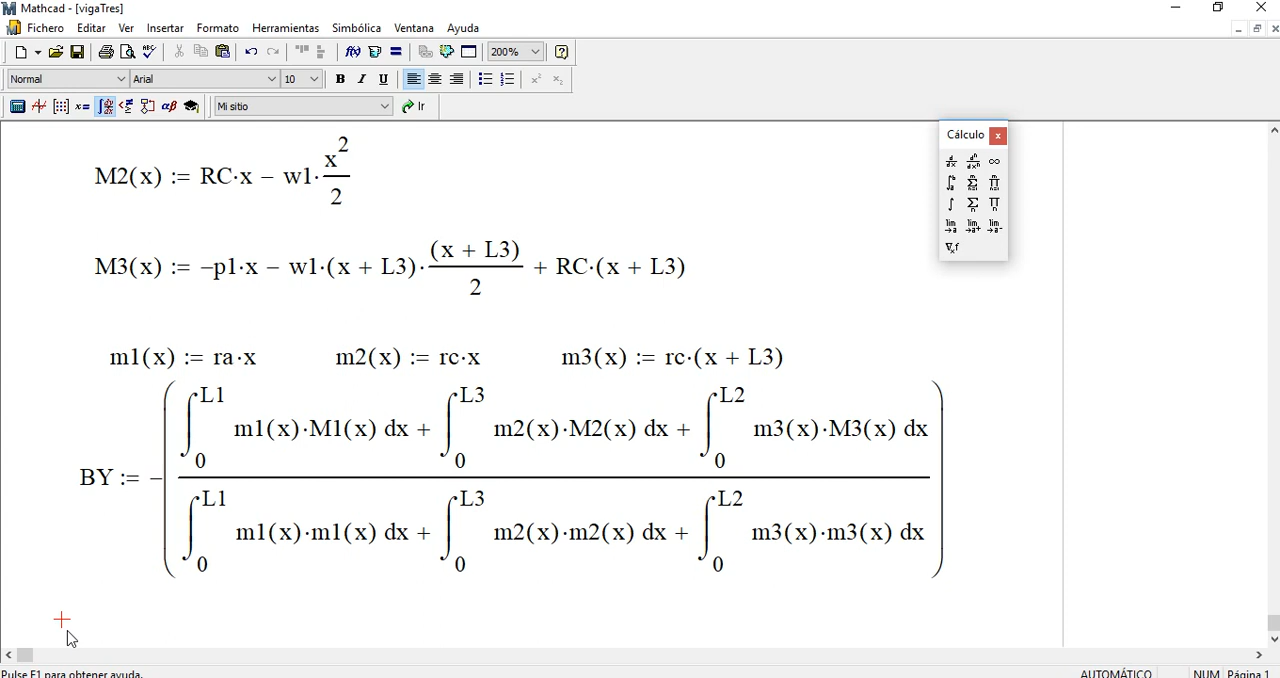 Mathcad - [vigaTres]
Fichero Editar Ver Insertar Formato Herramientas Simbólica Ventana Ayuda
200%
Normal Arial 10 B I U
Mi sitio Ir
Cálculo x
M2(x) := RC·x − w1·x^2/2
M3(x) := −p1·x − w1·(x + L3)·(x + L3)/2 + RC·(x + L3)
m1(x) := ra·x m2(x) := rc·x m3(x) := rc·(x + L3)
BY := −( (∫_0^L1 m1(x)·M1(x) dx + ∫_0^L3 m2(x)·M2(x) dx + ∫_0^L2 m3(x)·M3(x) dx) / (∫_0^L1 m1(x)·m1(x) dx + ∫_0^L3 m2(x)·m2(x) dx + ∫_0^L2 m3(x)·m3(x) dx) )
Pulse F1 para obtener ayuda. AUTOMÁTICO NUM Página 1